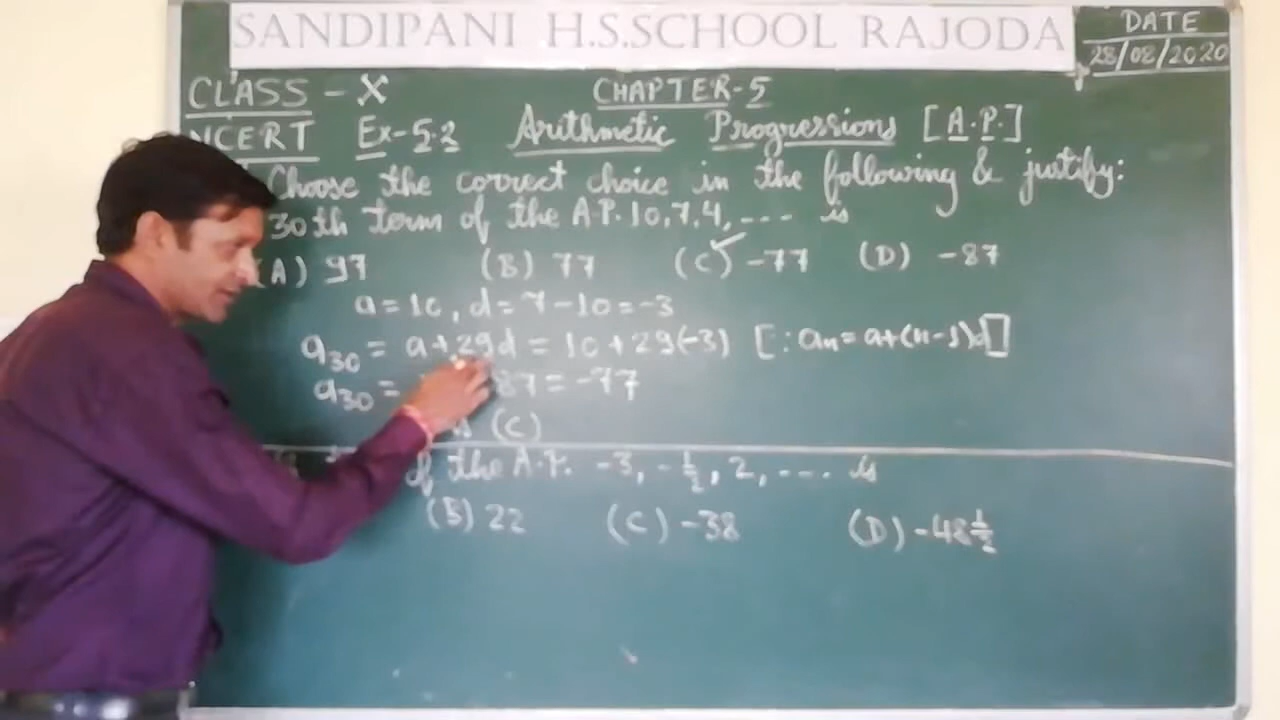 SANDIPANI H.S.SCHOOL RAJODA
DATE
28/08/2020
CLASS - X CHAPTER-5
NCERT Ex-5.2 Arithmetic Progressions [A.P.]
Choose the correct choice in the following & justify:
30th term of the A.P. 10,7,4, ---- is
(A) 97 (B) 77 (C) ✓ -77 (D) -87
a=10, d=7-10=-3
a30 = a+29d = 10+29(-3) [∵ an=a+(n-1)d]
a30 = 87=-77
(C)
of the A.P. -3, -1/2, 2, ---- is
(B) 22 (C) -38 (D) -48 1/2